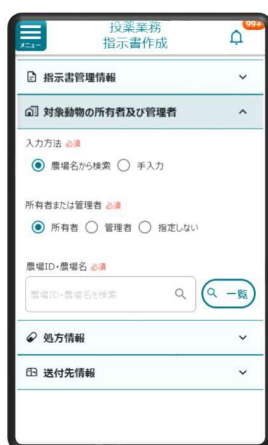 投薬業務
指示書作成
メニュー
99+
指示書管理情報
対象動物の所有者及び管理者
入力方法 必須
農場名から検索 手入力
所有者または管理者 必須
所有者 管理者 指定しない
農場ID・農場名 必須
農場ID・農場名を検索
一覧
処方情報
送付先情報